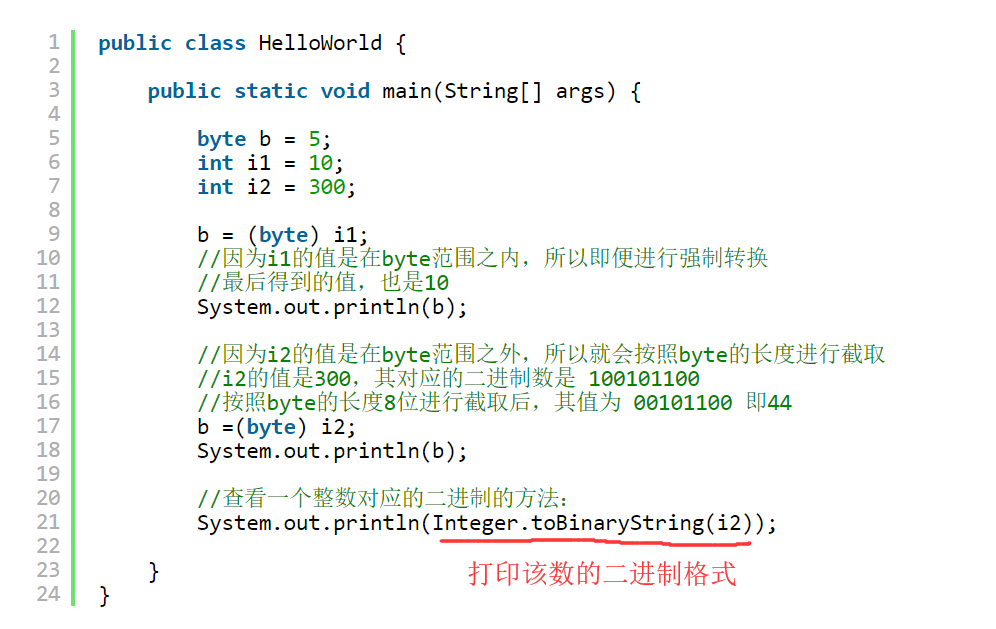 1 public class HelloWorld {
2
3     public static void main(String[] args) {
4
5         byte b = 5;
6         int i1 = 10;
7         int i2 = 300;
8
9         b = (byte) i1;
10         //因为i1的值是在byte范围之内，所以即便进行强制转换
11         //最后得到的值，也是10
12         System.out.println(b);
13
14         //因为i2的值是在byte范围之外，所以就会按照byte的长度进行截取
15         //i2的值是300，其对应的二进制数是 100101100
16         //按照byte的长度8位进行截取后，其值为 00101100 即44
17         b =(byte) i2;
18         System.out.println(b);
19
20         //查看一个整数对应的二进制的方法：
21         System.out.println(Integer.toBinaryString(i2));
22
23     }
打印该数的二进制格式
24 }